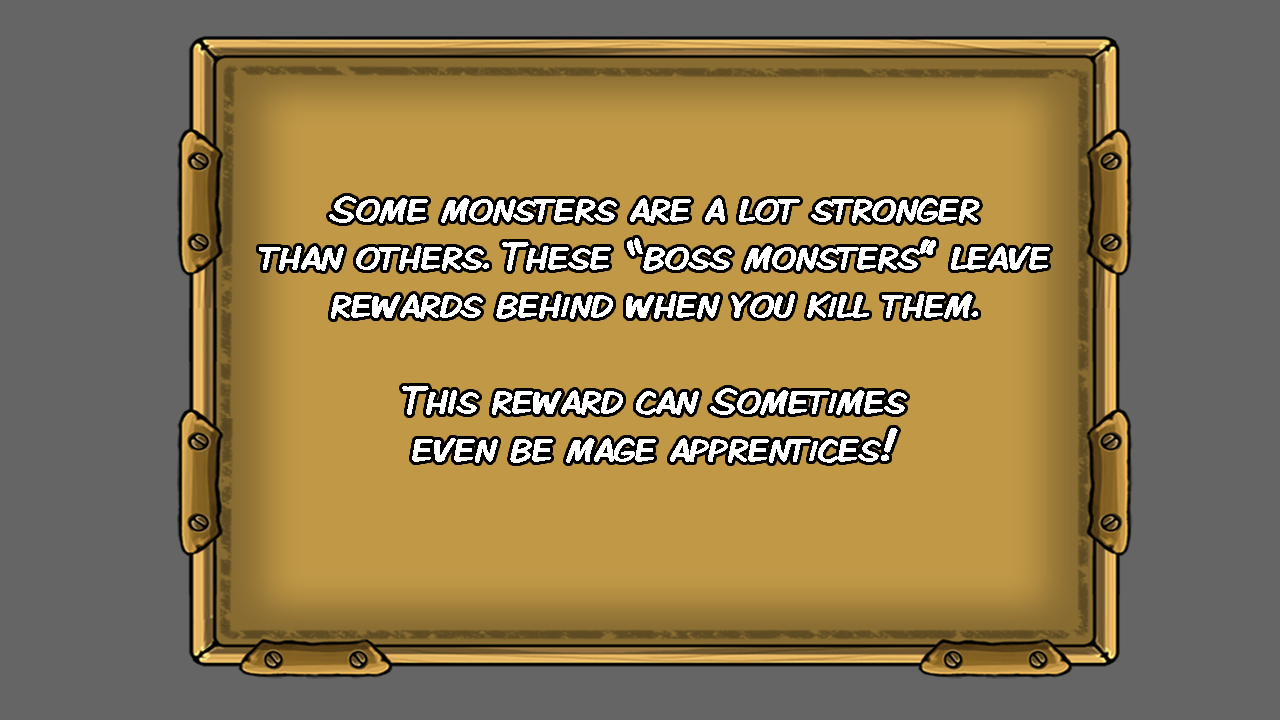 Some monsters are a lot stronger
than others. These "boss monsters" leave
rewards behind when you kill them.
This reward can Sometimes
even be mage apprentices!